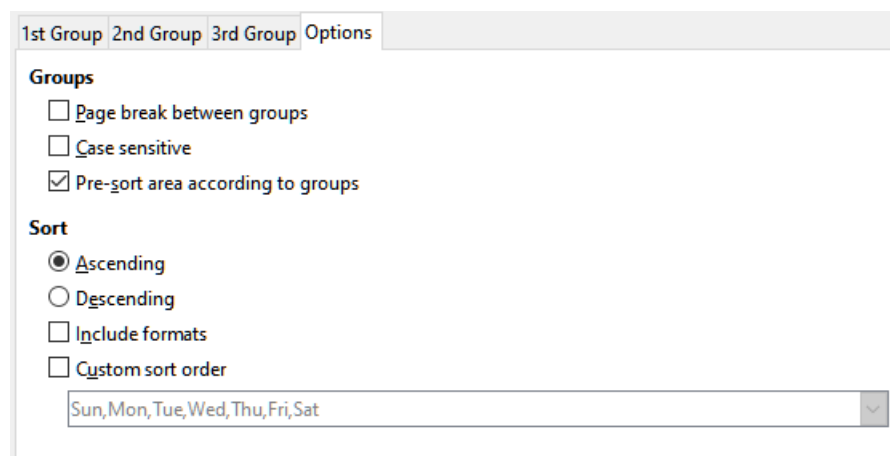 1st Group 2nd Group 3rd Group Options
Groups
Page break between groups
Case sensitive
Pre-sort area according to groups
Sort
Ascending
Descending
Include formats
Custom sort order
Sun,Mon,Tue,Wed,Thu,Fri,Sat